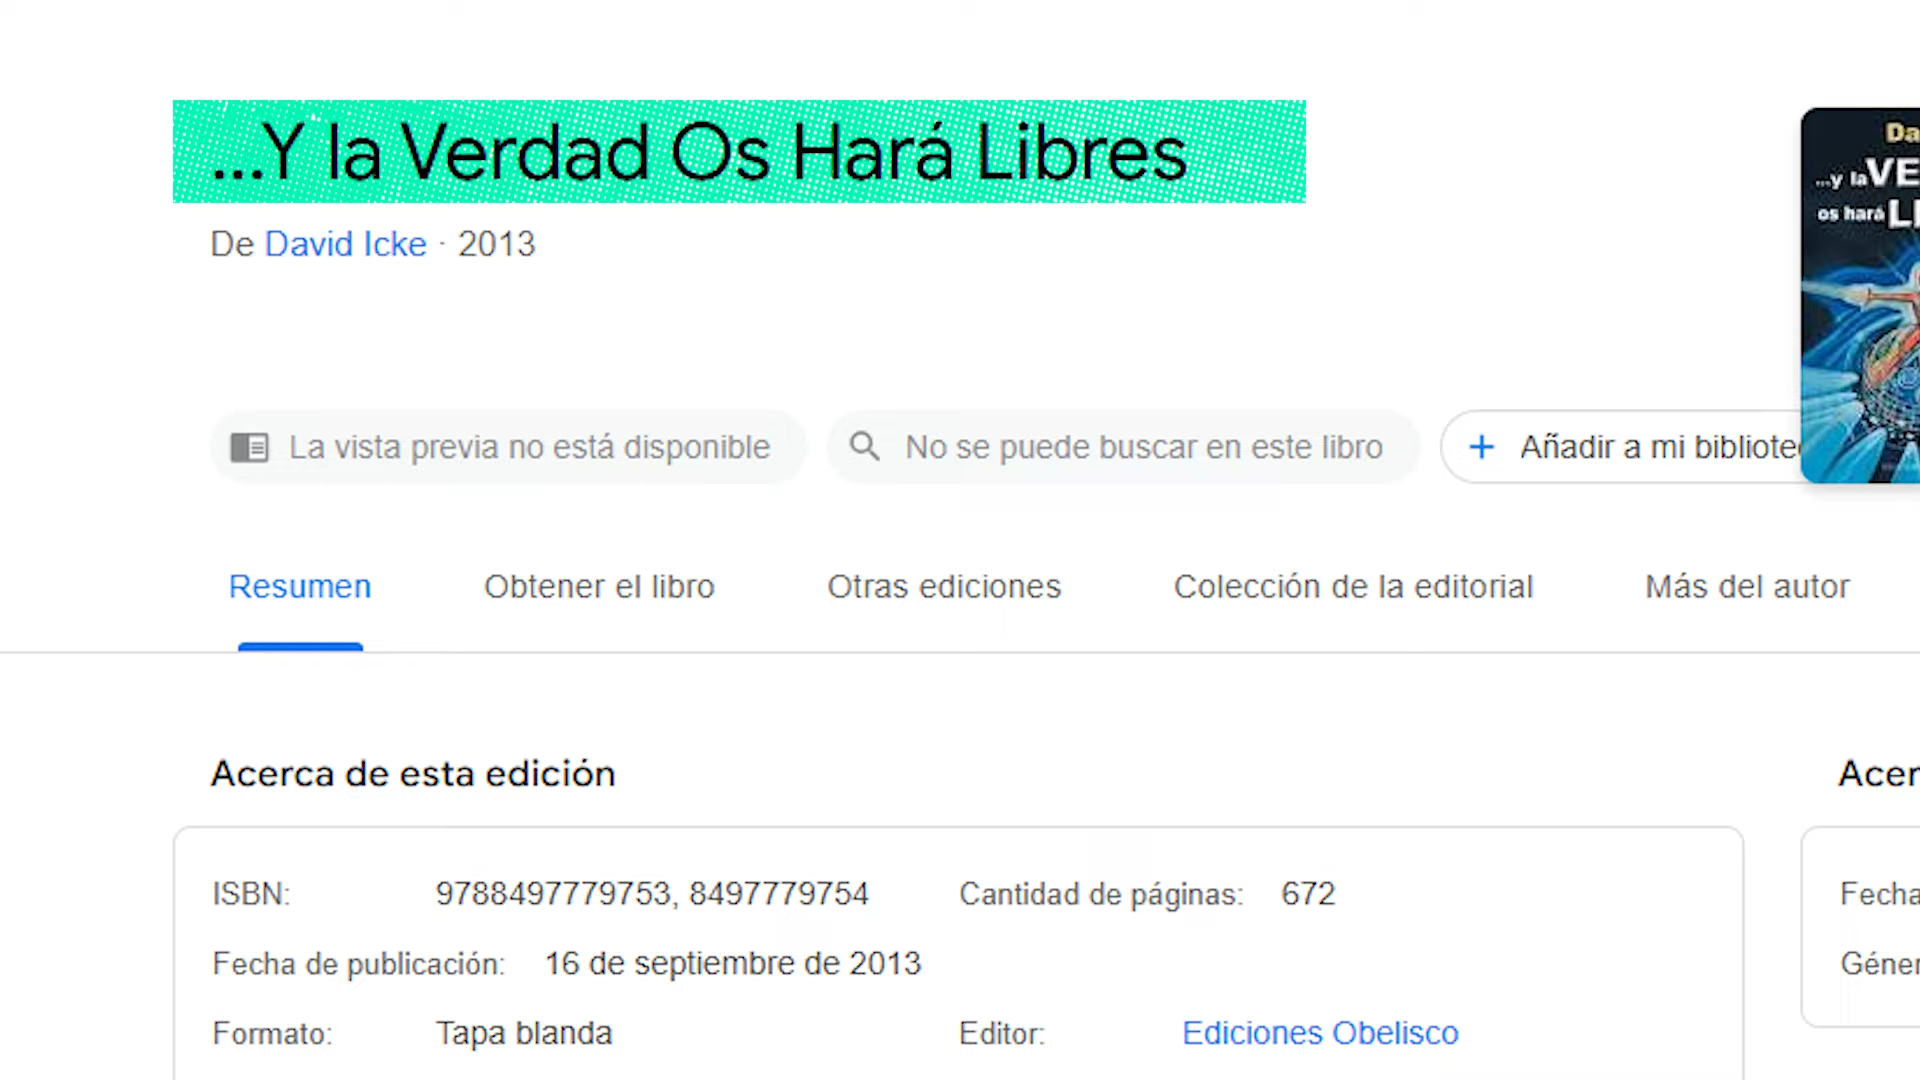 ...Y la Verdad Os Hará Libres
De David Icke · 2013
...y la
os hará
La vista previa no está disponible
No se puede buscar en este libro
+ Añadir a mi
Resumen
Obtener el libro
Otras ediciones
Colección de la editorial
Más del autor
Acerca de esta edición
ISBN: 9788497779753, 8497779754
Cantidad de páginas: 672
Fecha de publicación: 16 de septiembre de 2013
Formato: Tapa blanda
Editor: Ediciones Obelisco
Fecha